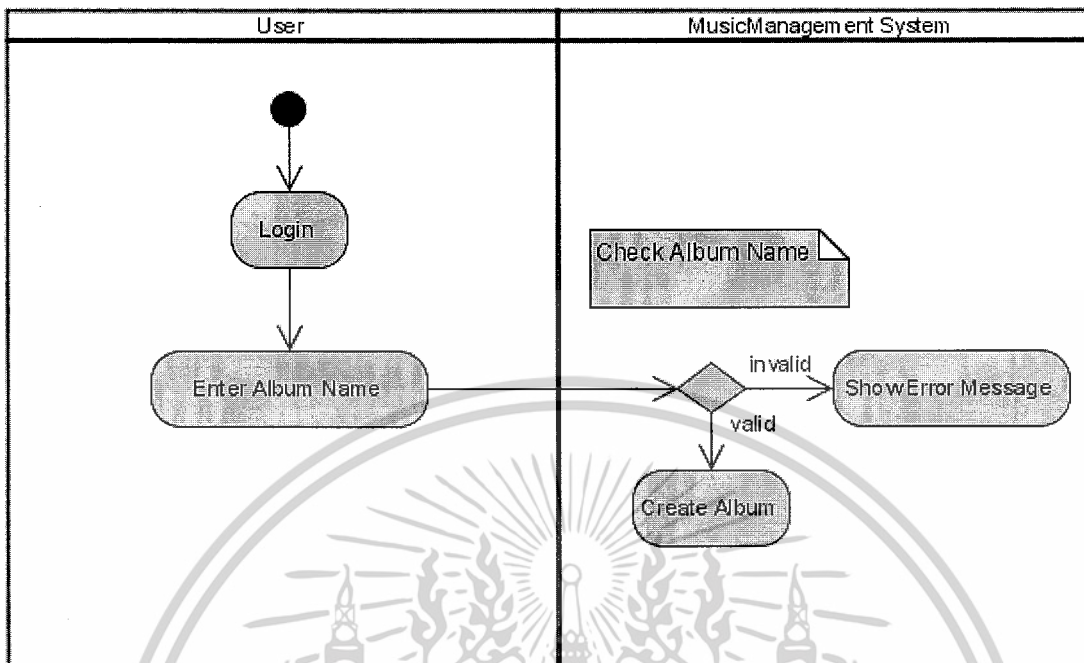 User
MusicManagement System
Login
Check Album Name
Enter Album Name
invalid
Show Error Message
valid
Create Album